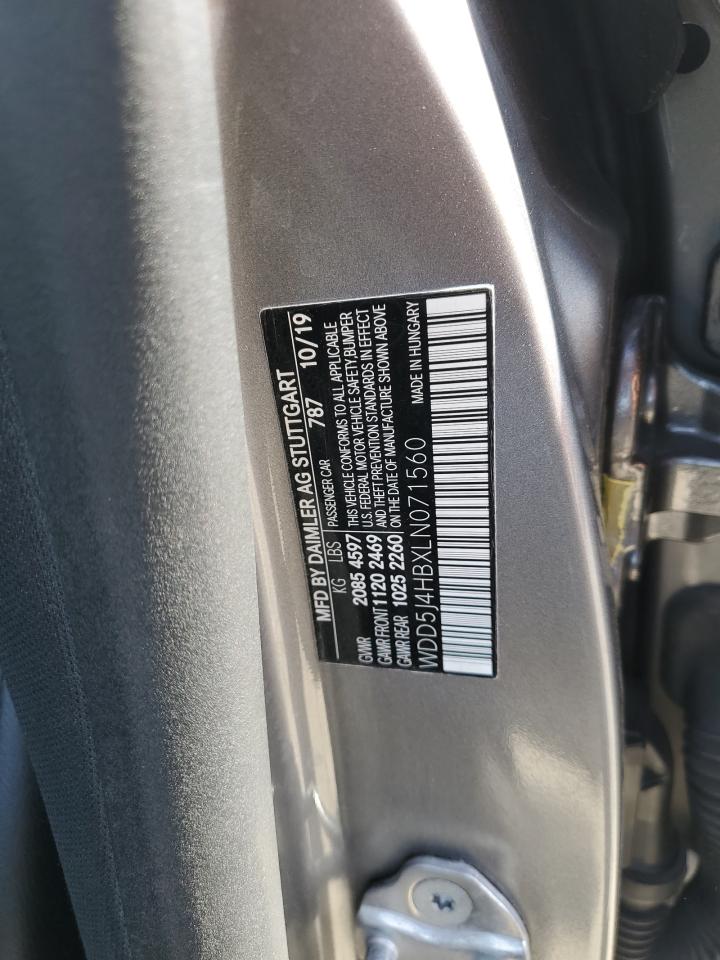 MFD BY DAIMLER AG STUTTGART
KG LBS PASSENGER CAR 787 10/19
GVWR 2085 4597 THIS VEHICLE CONFORMS TO ALL APPLICABLE
GAWR FRONT 1120 2469 U.S. FEDERAL MOTOR VEHICLE SAFETY,BUMPER
AND THEFT PREVENTION STANDARDS IN EFFECT
GAWR REAR 1025 2260 ON THE DATE OF MANUFACTURE SHOWN ABOVE
WDD5J4HBXLN071560 MADE IN HUNGARY